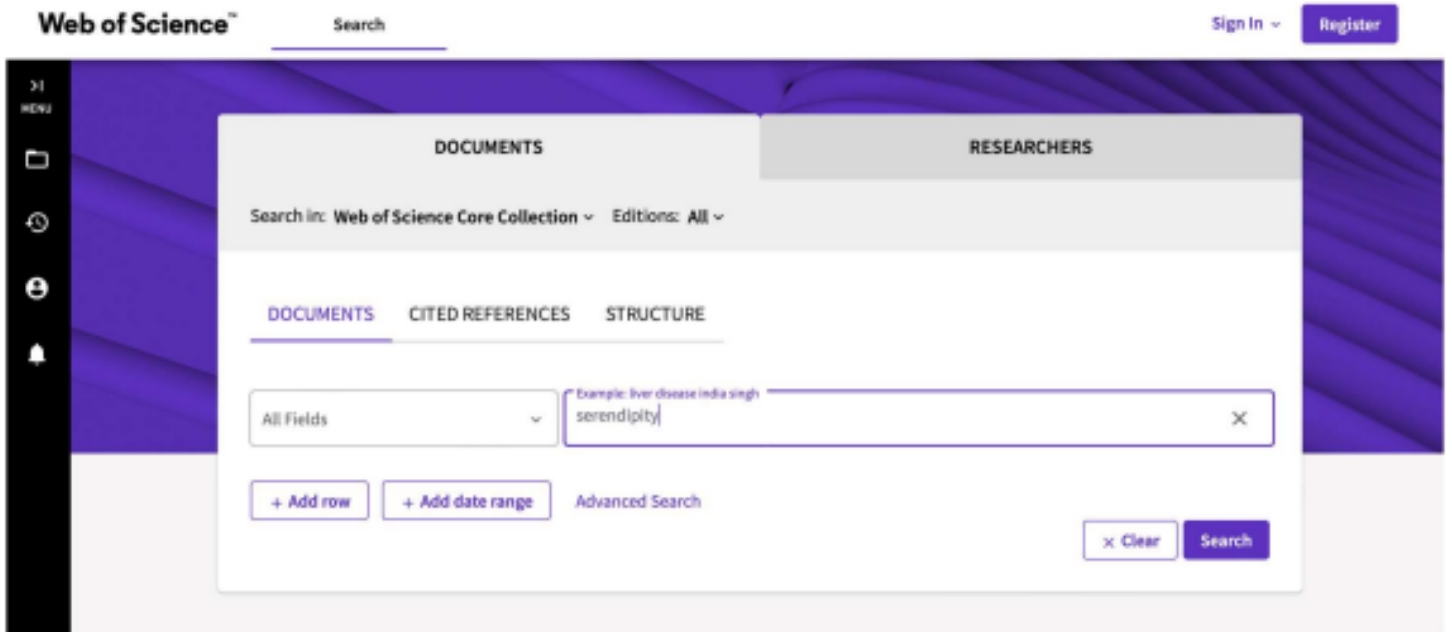 Web of Science™ Search Sign In Register
MENU
DOCUMENTS RESEARCHERS
Search in: Web of Science Core Collection Editions: All
DOCUMENTS CITED REFERENCES STRUCTURE
Example: liver disease india singh
All Fields serendipity
+ Add row + Add date range Advanced Search
× Clear Search